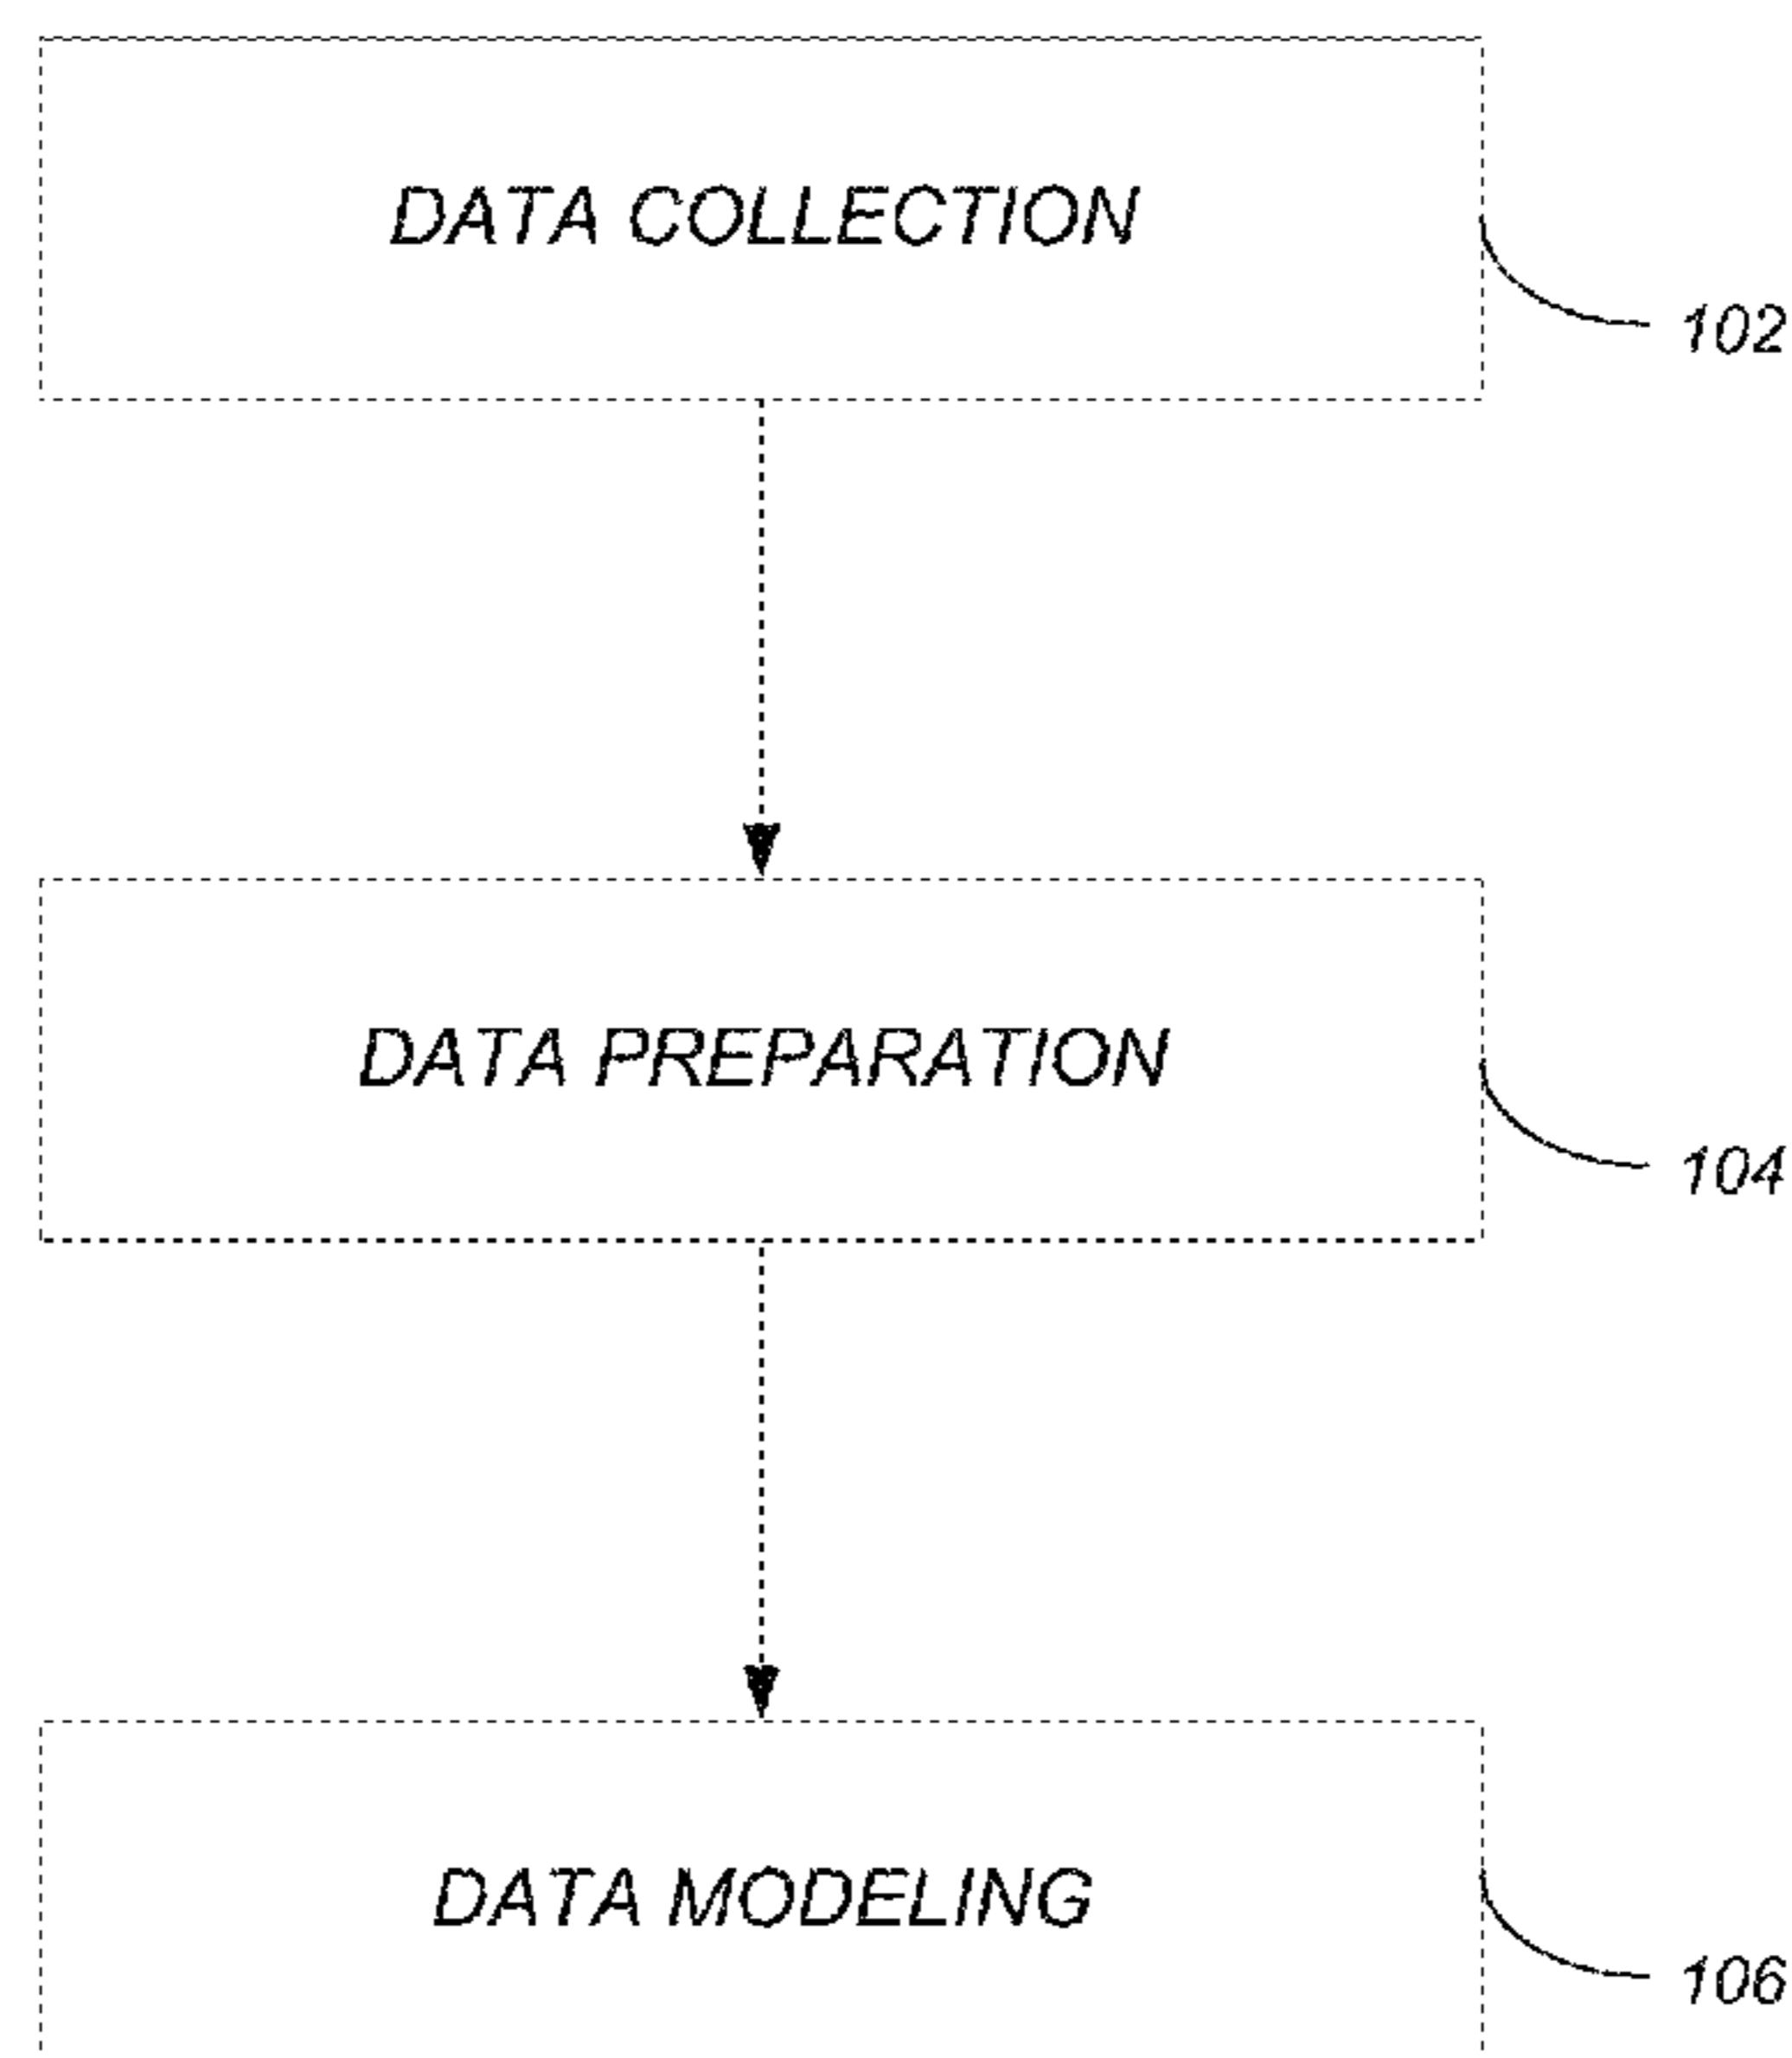 DATA COLLECTION
102
DATA PREPARATION
104
DATA MODELING
106